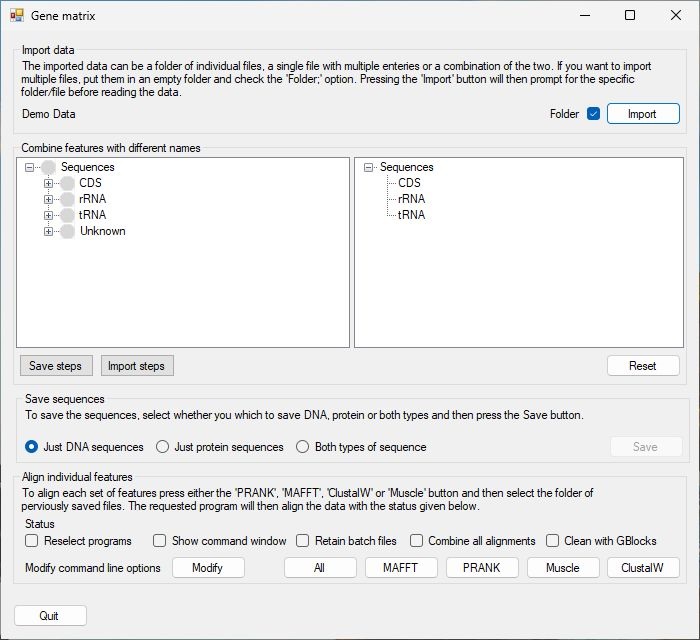 Gene matrix
Import data
The imported data can be a folder of individual files, a single file with multiple enteries or a combination of the two. If you want to import
multiple files, put them in an empty folder and check the 'Folder;' option. Pressing the 'Import' button will then prompt for the specific
folder/file before reading the data.
Demo Data
Folder
Import
Combine features with different names
Sequences
CDS
rRNA
tRNA
Unknown
Sequences
CDS
rRNA
tRNA
Save steps
Import steps
Reset
Save sequences
To save the sequences, select whether you which to save DNA, protein or both types and then press the Save button.
Just DNA sequences
Just protein sequences
Both types of sequence
Save
Align individual features
To align each set of features press either the 'PRANK', 'MAFFT', 'ClustalW' or 'Muscle' button and then select the folder of
perviously saved files. The requested program will then align the data with the status given below.
Status
Reselect programs
Show command window
Retain batch files
Combine all alignments
Clean with GBlocks
Modify command line options
Modify
All
MAFFT
PRANK
Muscle
ClustalW
Quit